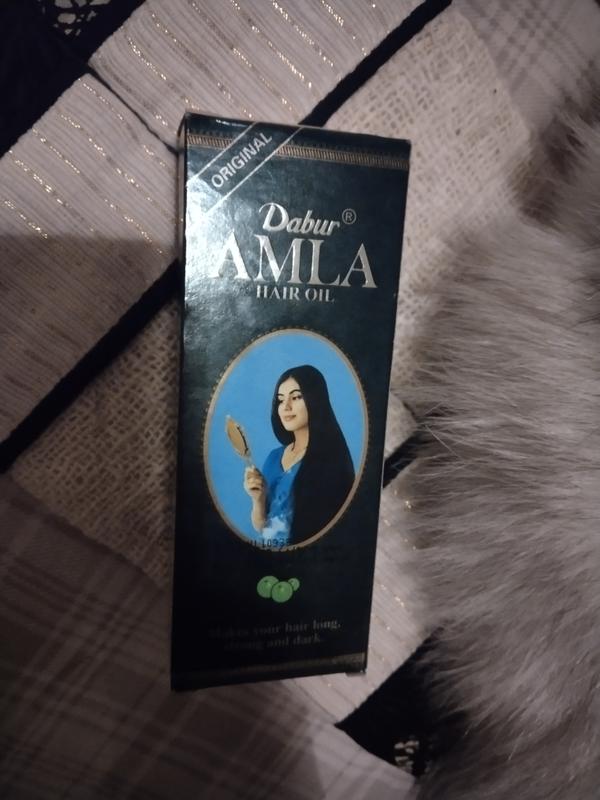 ORIGINAL
Dabur®
AMLA
HAIR OIL
Makes your hair long,
strong and dark.